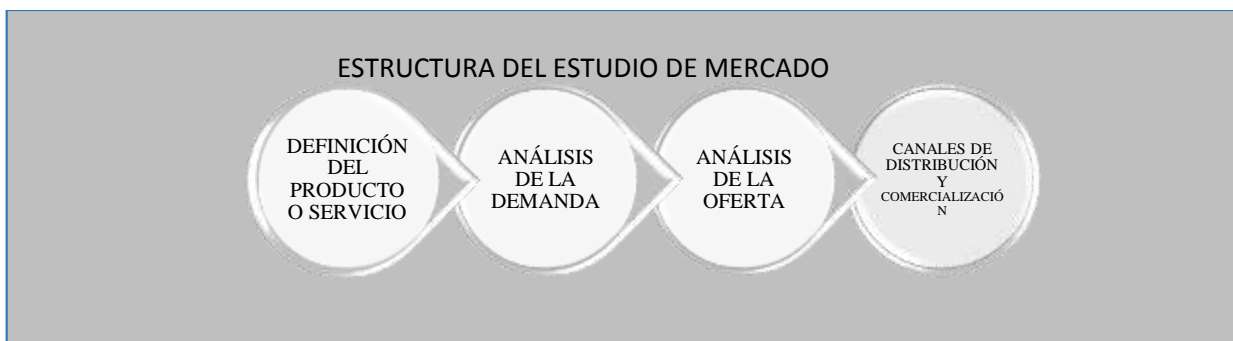 ESTRUCTURA DEL ESTUDIO DE MERCADO
DEFINICIÓN
DEL
PRODUCTO
O SERVICIO
ANÁLISIS
DE LA
DEMANDA
ANÁLISIS
DE LA
OFERTA
CANALES DE
DISTRIBUCIÓN
Y
COMERCIALIZACIÓ
N